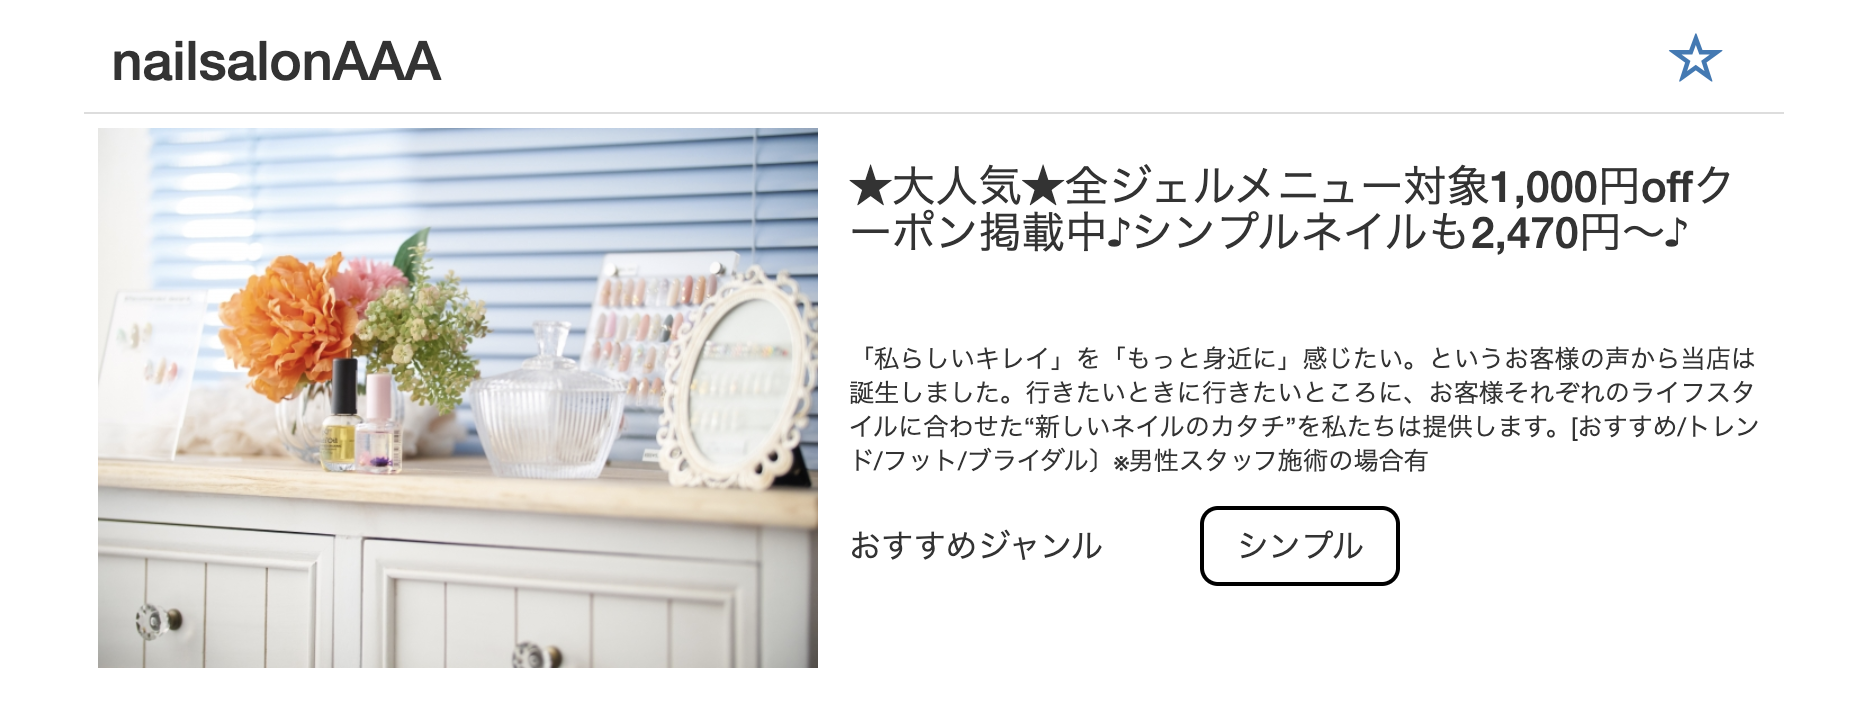 nailsalonAAA
☆
★大人気★全ジェルメニュー対象1,000円offク
ーポン掲載中♪シンプルネイルも2,470円〜♪
「私らしいキレイ」を「もっと身近に」感じたい。というお客様の声から当店は
誕生しました。行きたいときに行きたいところに、お客様それぞれのライフスタ
イルに合わせた“新しいネイルのカタチ”を私たちは提供します。[おすすめ/トレン
ド/フット/ブライダル〕※男性スタッフ施術の場合有
おすすめジャンル
シンプル